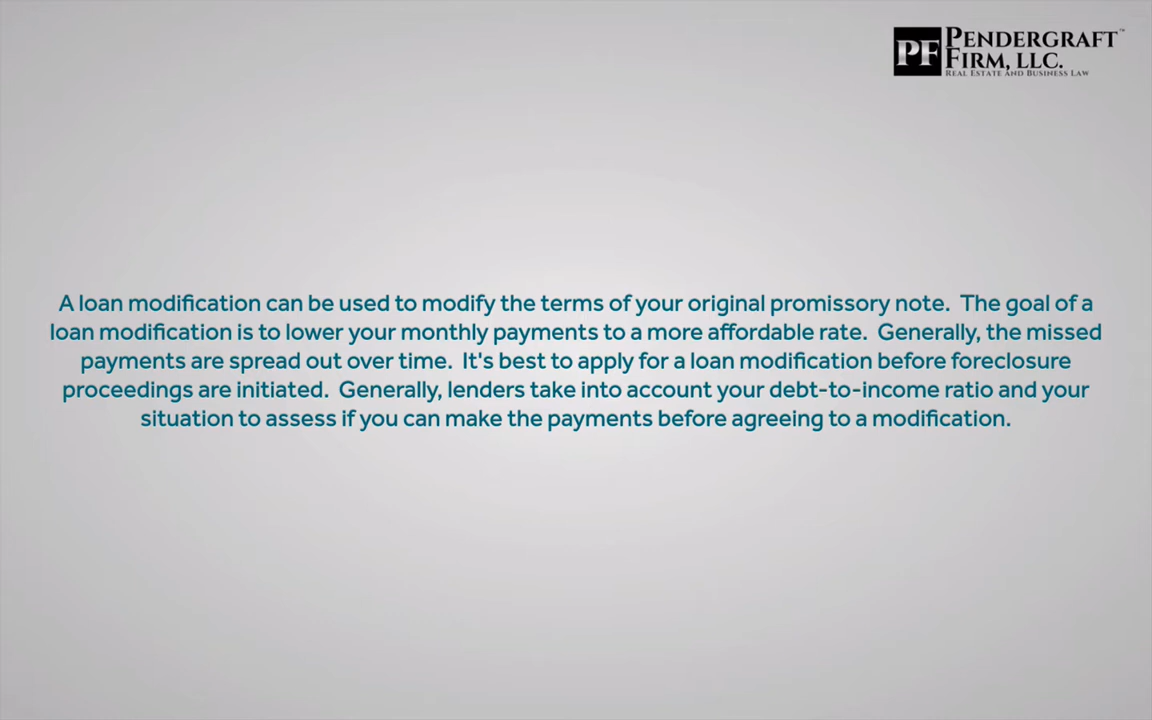 PF
PENDERGRAFT™
FIRM, LLC.
REAL ESTATE AND BUSINESS LAW
A loan modification can be used to modify the terms of your original promissory note.  The goal of a
loan modification is to lower your monthly payments to a more affordable rate.  Generally, the missed
payments are spread out over time.  It's best to apply for a loan modification before foreclosure
proceedings are initiated.  Generally, lenders take into account your debt-to-income ratio and your
situation to assess if you can make the payments before agreeing to a modification.